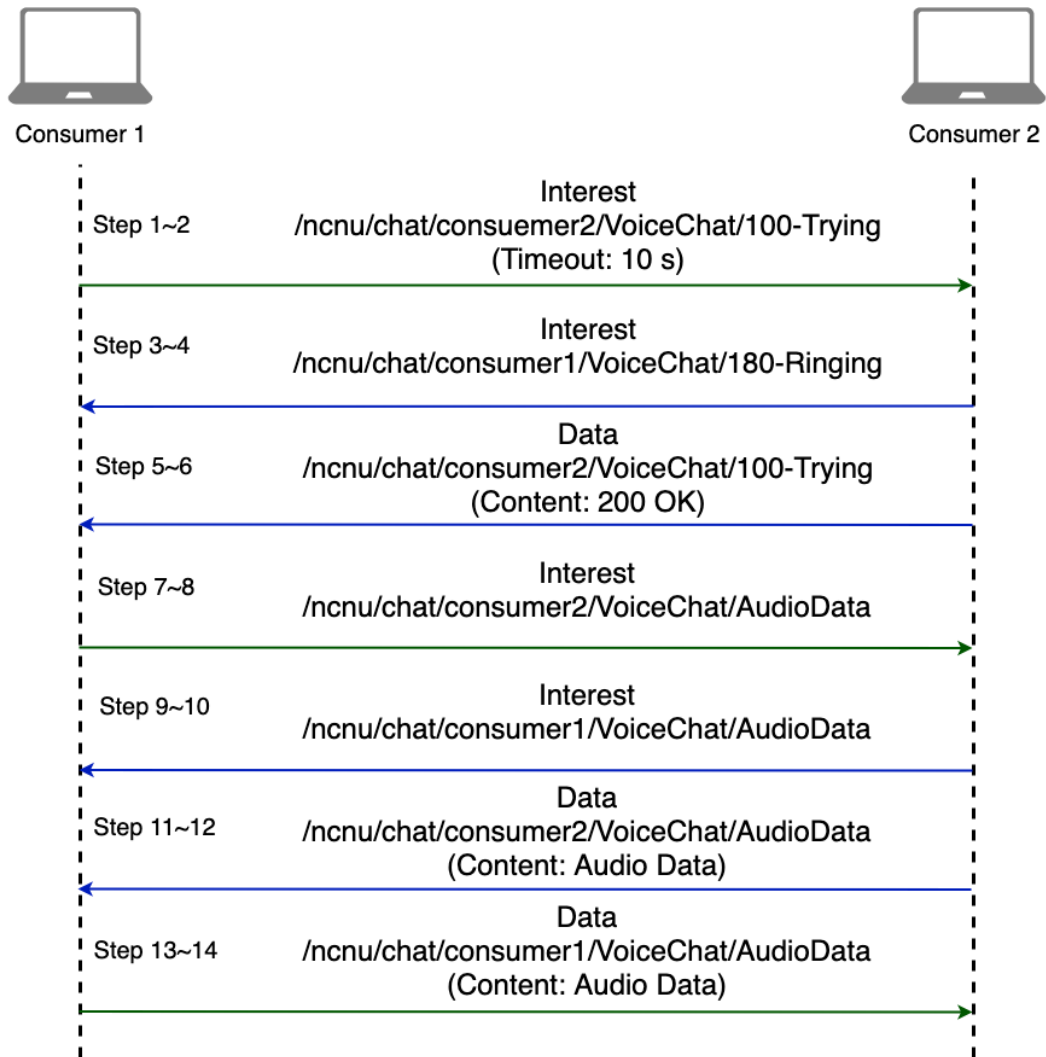 Consumer 1
Consumer 2
Step 1~2
Interest
/ncnu/chat/consuemer2/VoiceChat/100-Trying
(Timeout: 10 s)
Step 3~4
Interest
/ncnu/chat/consumer1/VoiceChat/180-Ringing
Step 5~6
Data
/ncnu/chat/consumer2/VoiceChat/100-Trying
(Content: 200 OK)
Step 7~8
Interest
/ncnu/chat/consumer2/VoiceChat/AudioData
Step 9~10
Interest
/ncnu/chat/consumer1/VoiceChat/AudioData
Step 11~12
Data
/ncnu/chat/consumer2/VoiceChat/AudioData
(Content: Audio Data)
Step 13~14
Data
/ncnu/chat/consumer1/VoiceChat/AudioData
(Content: Audio Data)